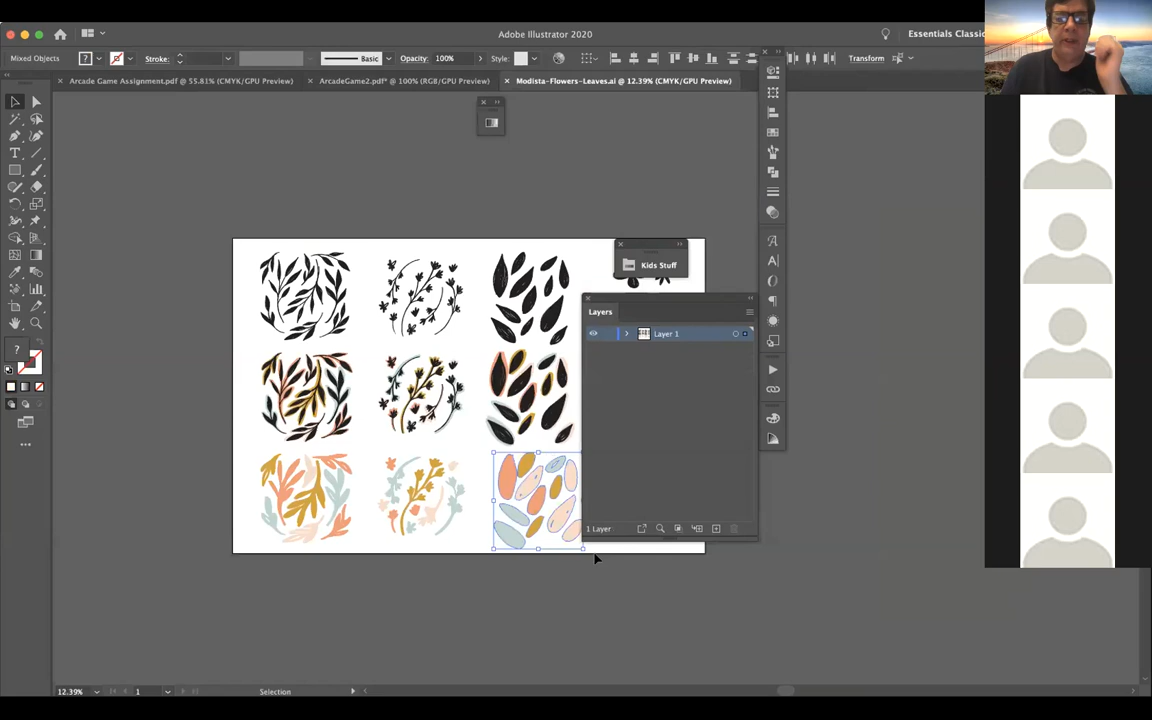 Adobe Illustrator 2020
Essentials Classic
Mixed Objects
?
Stroke:
Basic
Opacity:
100%
Style:
Transform
× Arcade Game Assignment.pdf @ 55.81% (CMYK/GPU Preview)
× ArcadeGame2.pdf* @ 100% (RGB/GPU Preview)
× Modista-Flowers-Leaves.ai @ 12.39% (CMYK/GPU Preview)
Kids Stuff
Layers
Layer 1
?
1 Layer
12.39%
1
Selection